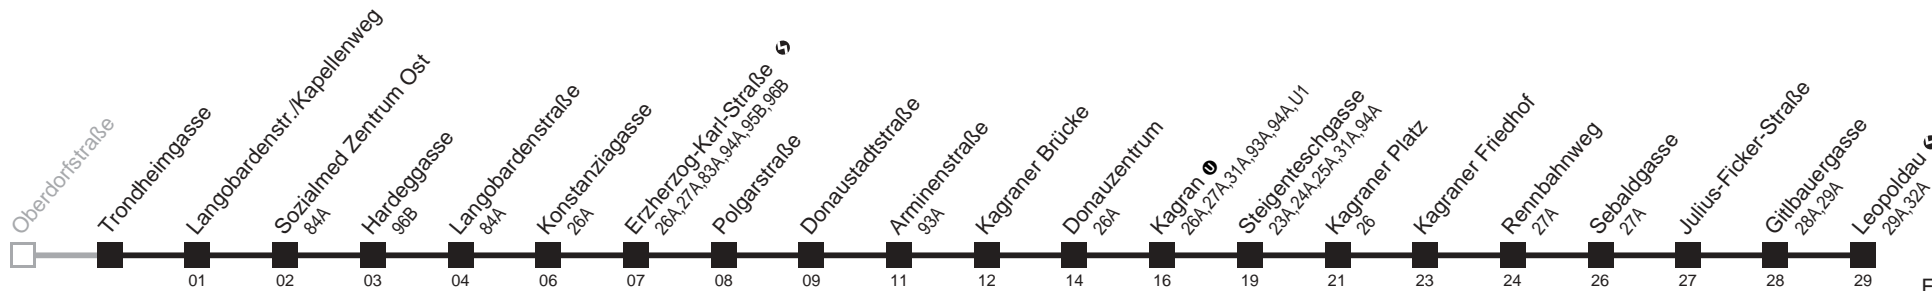 Oberdorfstraße
Trondheimgasse
Langobardenstr./Kapellenweg
Sozialmed Zentrum Ost
84A
Hardeggasse
96B
Langobardenstraße
84A
Konstanziagasse
26A
Erzherzog-Karl-Straße
26A,27A,83A,94A,95B,96B
Polgarstraße
Donaustadtstraße
Arminenstraße
93A
Kagraner Brücke
Donauzentrum
26A
Kagran U
26A,27A,31A,93A,94A,U1
Steigenteschgasse
23A,24A,25A,31A,94A
Kagraner Platz
26
Kagraner Friedhof
Rennbahnweg
27A
Sebaldgasse
27A
Julius-Ficker-Straße
Gitlbauergasse
28A,29A
Leopoldau
29A,32A
01 02 03 04 06 07 08 09 11 12 14 16 19 21 23 24 26 27 28 29